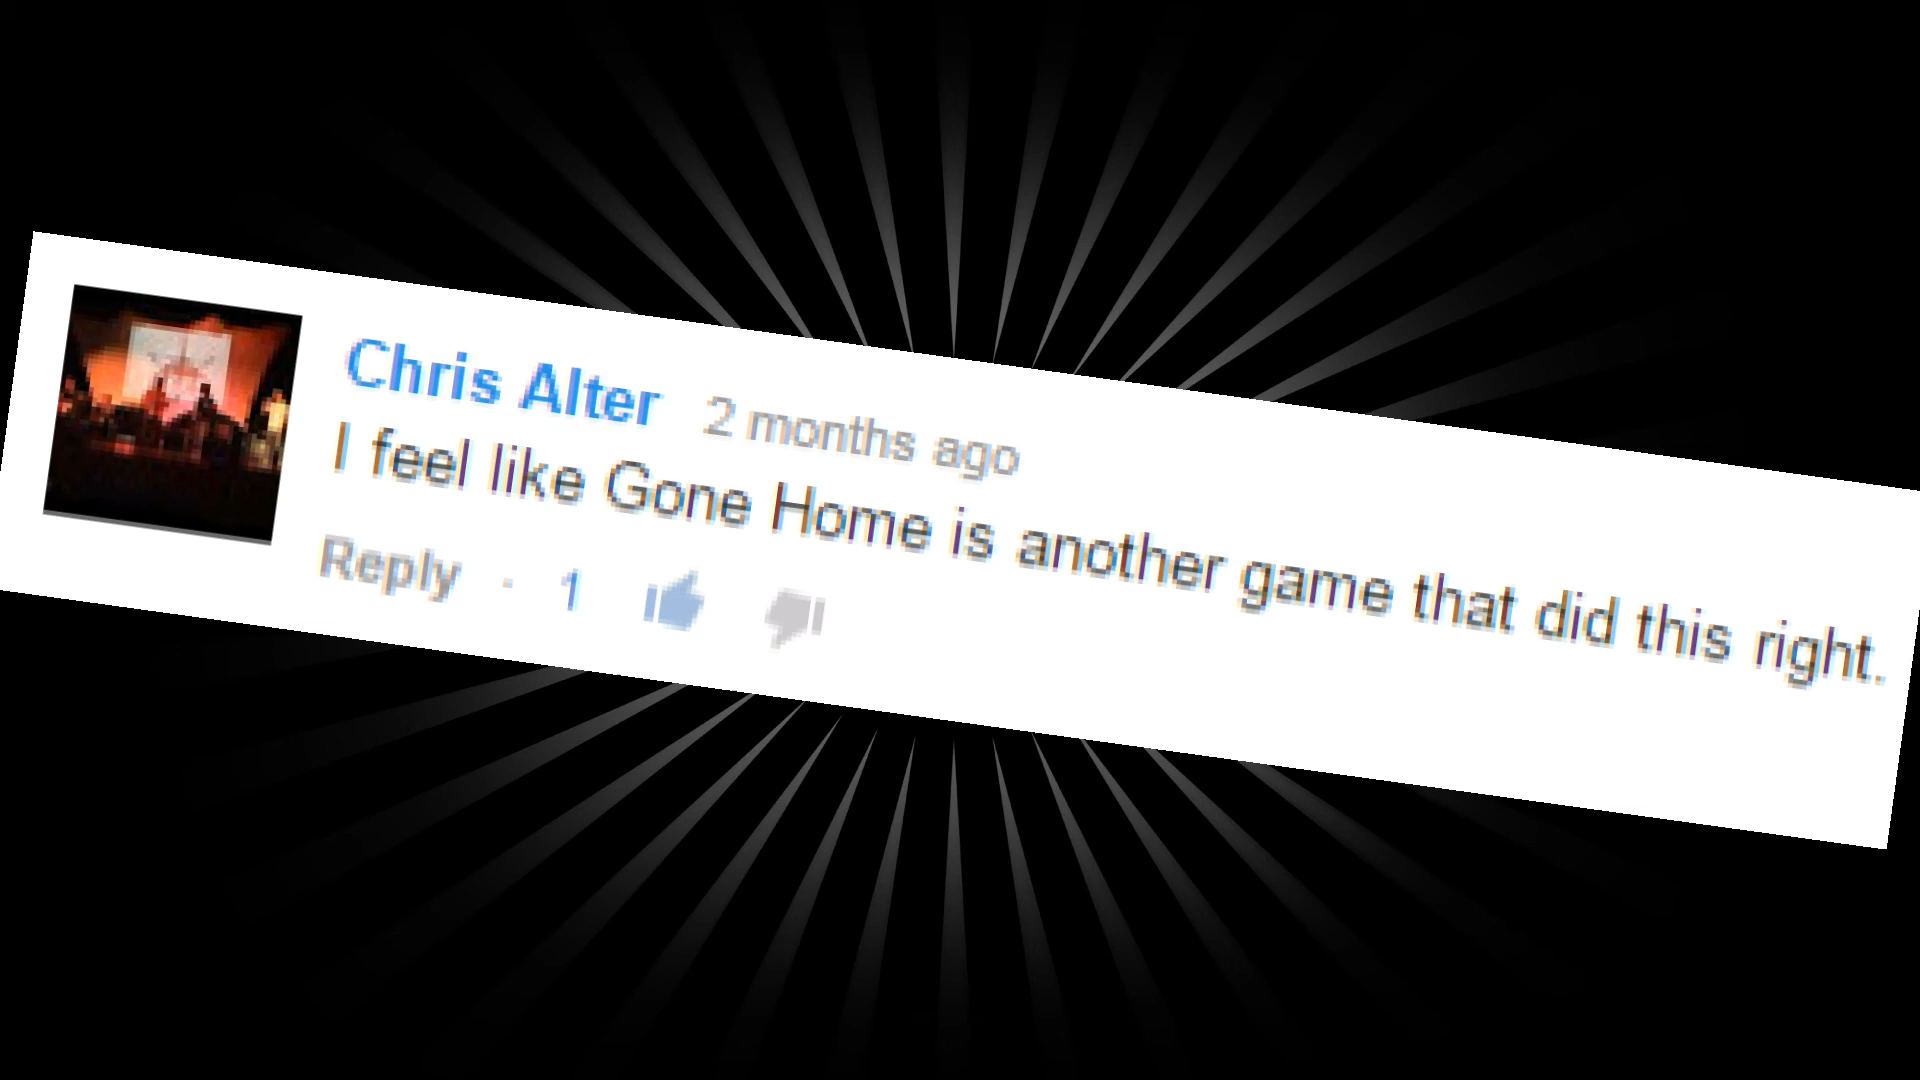 Chris Alter 2 months ago
I feel like Gone Home is another game that did this right.
Reply · 1